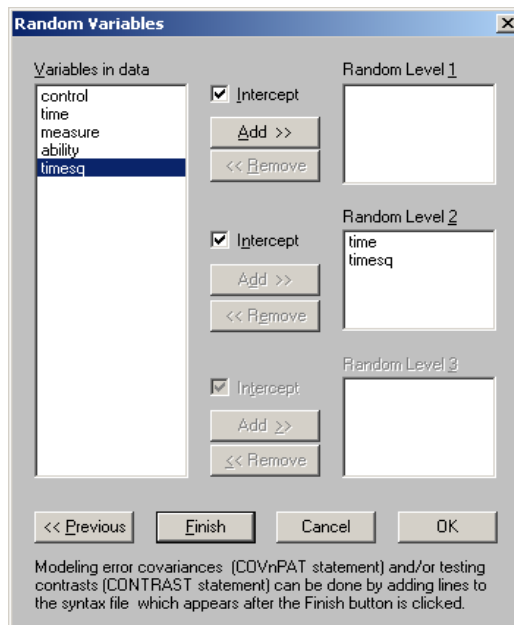 Random Variables
Variables in data
control
time
measure
ability
timesq
Intercept
Add >>
<< Remove
Random Level 1
Intercept
Add >>
<< Remove
Random Level 2
time
timesq
Intercept
Add >>
<< Remove
Random Level 3
<< Previous
Finish
Cancel
OK
Modeling error covariances (COVnPAT statement) and/or testing
contrasts (CONTRAST statement) can be done by adding lines to
the syntax file which appears after the Finish button is clicked.